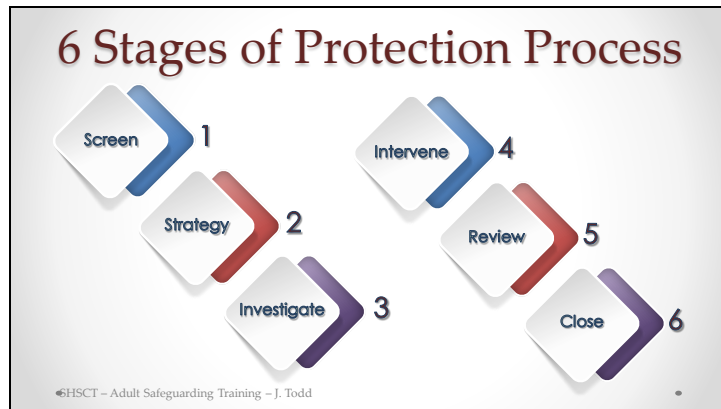 6 Stages of Protection Process
Screen
1
Strategy
2
Investigate
3
Intervene
4
Review
5
Close
6
SHSCT – Adult Safeguarding Training – J. Todd